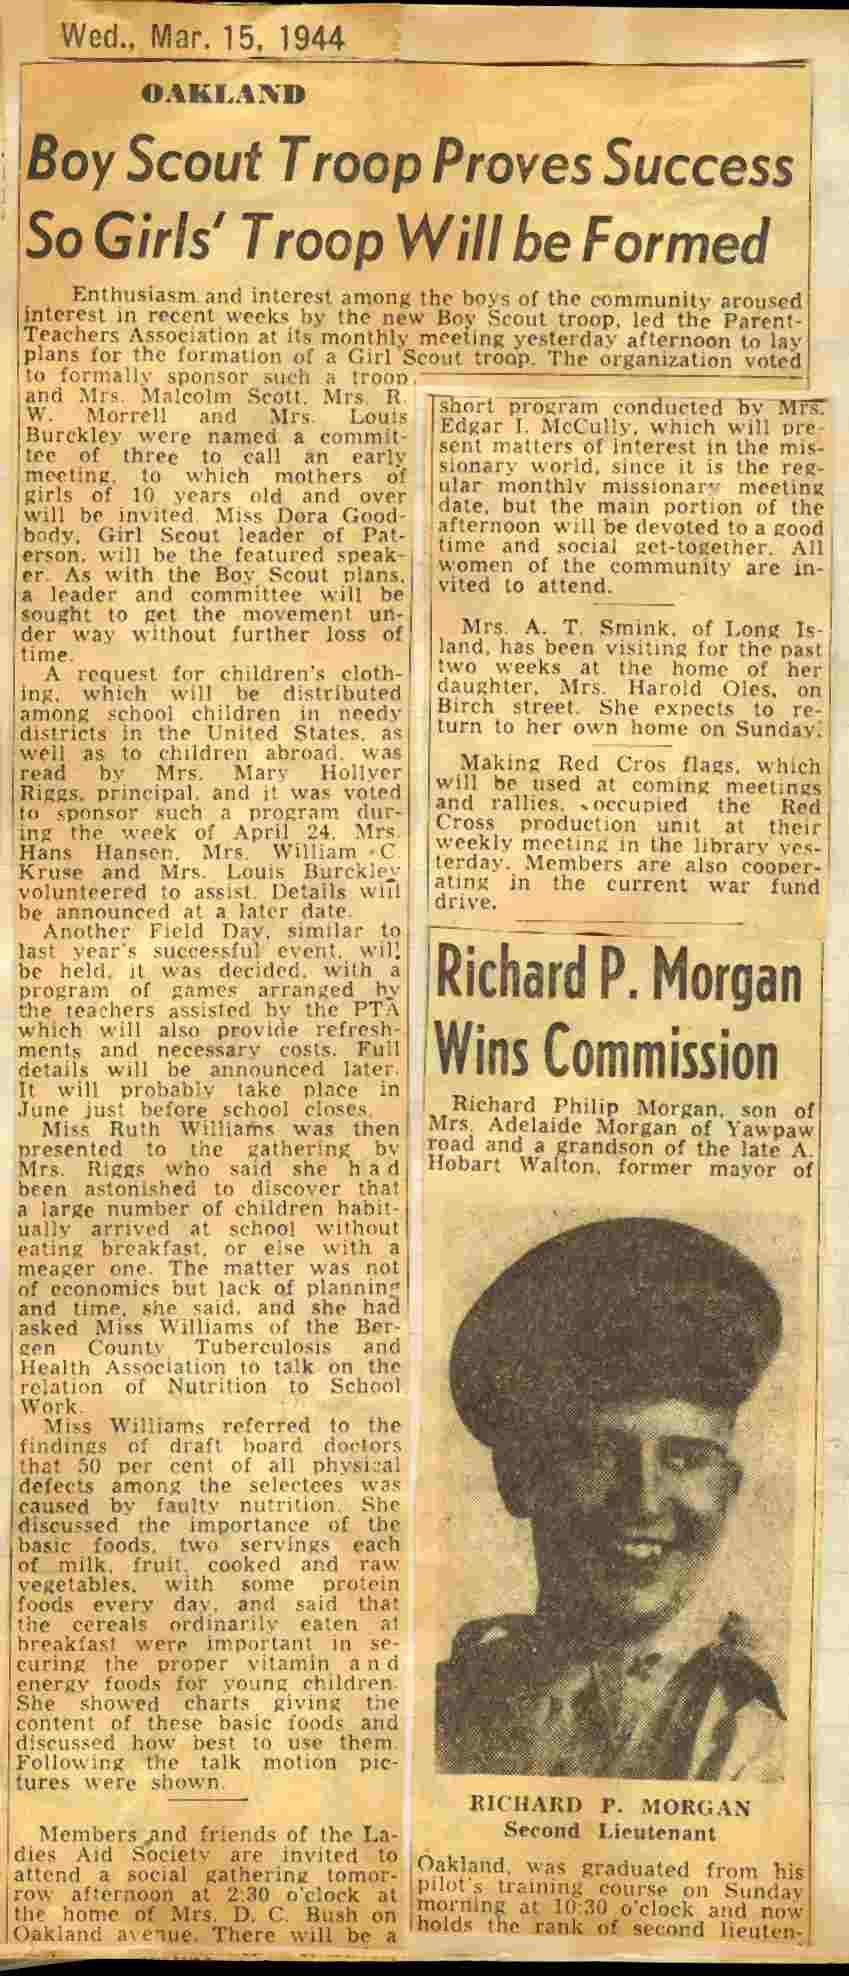 Wed., Mar. 15, 1944
OAKLAND
Boy Scout Troop Proves Success
So Girls' Troop Will be Formed
Enthusiasm and interest among the boys of the community aroused
interest in recent weeks by the new Boy Scout troop, led the Parent-
Teachers Association at its monthly meeting yesterday afternoon to lay
plans for the formation of a Girl Scout troop. The organization voted
to formally sponsor such a troop
and Mrs. Malcolm Scott, Mrs. R.
W. Morrell and Mrs. Louis
Burckley were named a commit-
tee of three to call an early
meeting, to which mothers of
girls of 10 years old and over
will be invited. Miss Dora Good-
body, Girl Scout leader of Pat-
erson, will be the featured speak-
er. As with the Boy Scout plans,
a leader and committee will be
sought to get the movement un-
der way without further loss of
time.
A request for children's cloth-
ing, which will be distributed
among school children in needy
districts in the United States, as
well as to children abroad, was
read by Mrs. Mary Hollyer
Riggs, principal, and it was voted
to sponsor such a program dur-
ing the week of April 24. Mrs.
Hans Hansen, Mrs. William C.
Kruse and Mrs. Louis Burckley
volunteered to assist. Details will
be announced at a later date.
Another Field Day, similar to
last year's successful event, will
be held, it was decided, with a
program of games arranged by
the teachers assisted by the PTA
which will also provide refresh-
ments and necessary costs. Full
details will be announced later.
It will probably take place in
June just before school closes.
Miss Ruth Williams was then
presented to the gathering by
Mrs. Riggs who said she had
been astonished to discover that
a large number of children habit-
ually arrived at school without
eating breakfast, or else with a
meager one. The matter was not
of economics but lack of planning
and time, she said, and she had
asked Miss Williams of the Ber-
gen County Tuberculosis and
Health Association to talk on the
relation of Nutrition to School
Work.
Miss Williams referred to the
findings of draft board doctors
that 50 per cent of all physical
defects among the selectees was
caused by faulty nutrition. She
discussed the importance of the
basic foods, two servings each
of milk, fruit, cooked and raw
vegetables, with some protein
foods every day, and said that
the cereals ordinarily eaten at
breakfast were important in se-
curing the proper vitamin and
energy foods for young children.
She showed charts giving the
content of these basic foods and
discussed how best to use them.
Following the talk motion pic-
tures were shown.
Members and friends of the La-
dies Aid Society are invited to
attend a social gathering tomor-
row afternoon at 2:30 o'clock at
the home of Mrs. D. C. Bush on
Oakland avenue. There will be a
short program conducted by Mrs.
Edgar I. McCully, which will pre-
sent matters of interest in the mis-
sionary world, since it is the reg-
ular monthly missionary meeting
date, but the main portion of the
afternoon will be devoted to a good
time and social get-together. All
women of the community are in-
vited to attend.
Mrs. A. T. Smink, of Long Is-
land, has been visiting for the past
two weeks at the home of her
daughter, Mrs. Harold Oles, on
Birch street. She expects to re-
turn to her own home on Sunday.
Making Red Cros flags, which
will be used at coming meetings
and rallies, occupied the Red
Cross production unit at their
weekly meeting in the library yes-
terday. Members are also cooper-
ating in the current war fund
drive.
Richard P. Morgan
Wins Commission
Richard Philip Morgan, son of
Mrs. Adelaide Morgan of Yawpaw
road and a grandson of the late A.
Hobart Walton, former mayor of
RICHARD P. MORGAN
Second Lieutenant
Oakland, was graduated from his
pilot's training course on Sunday
morning at 10:30 o'clock and now
holds the rank of second lieuten-